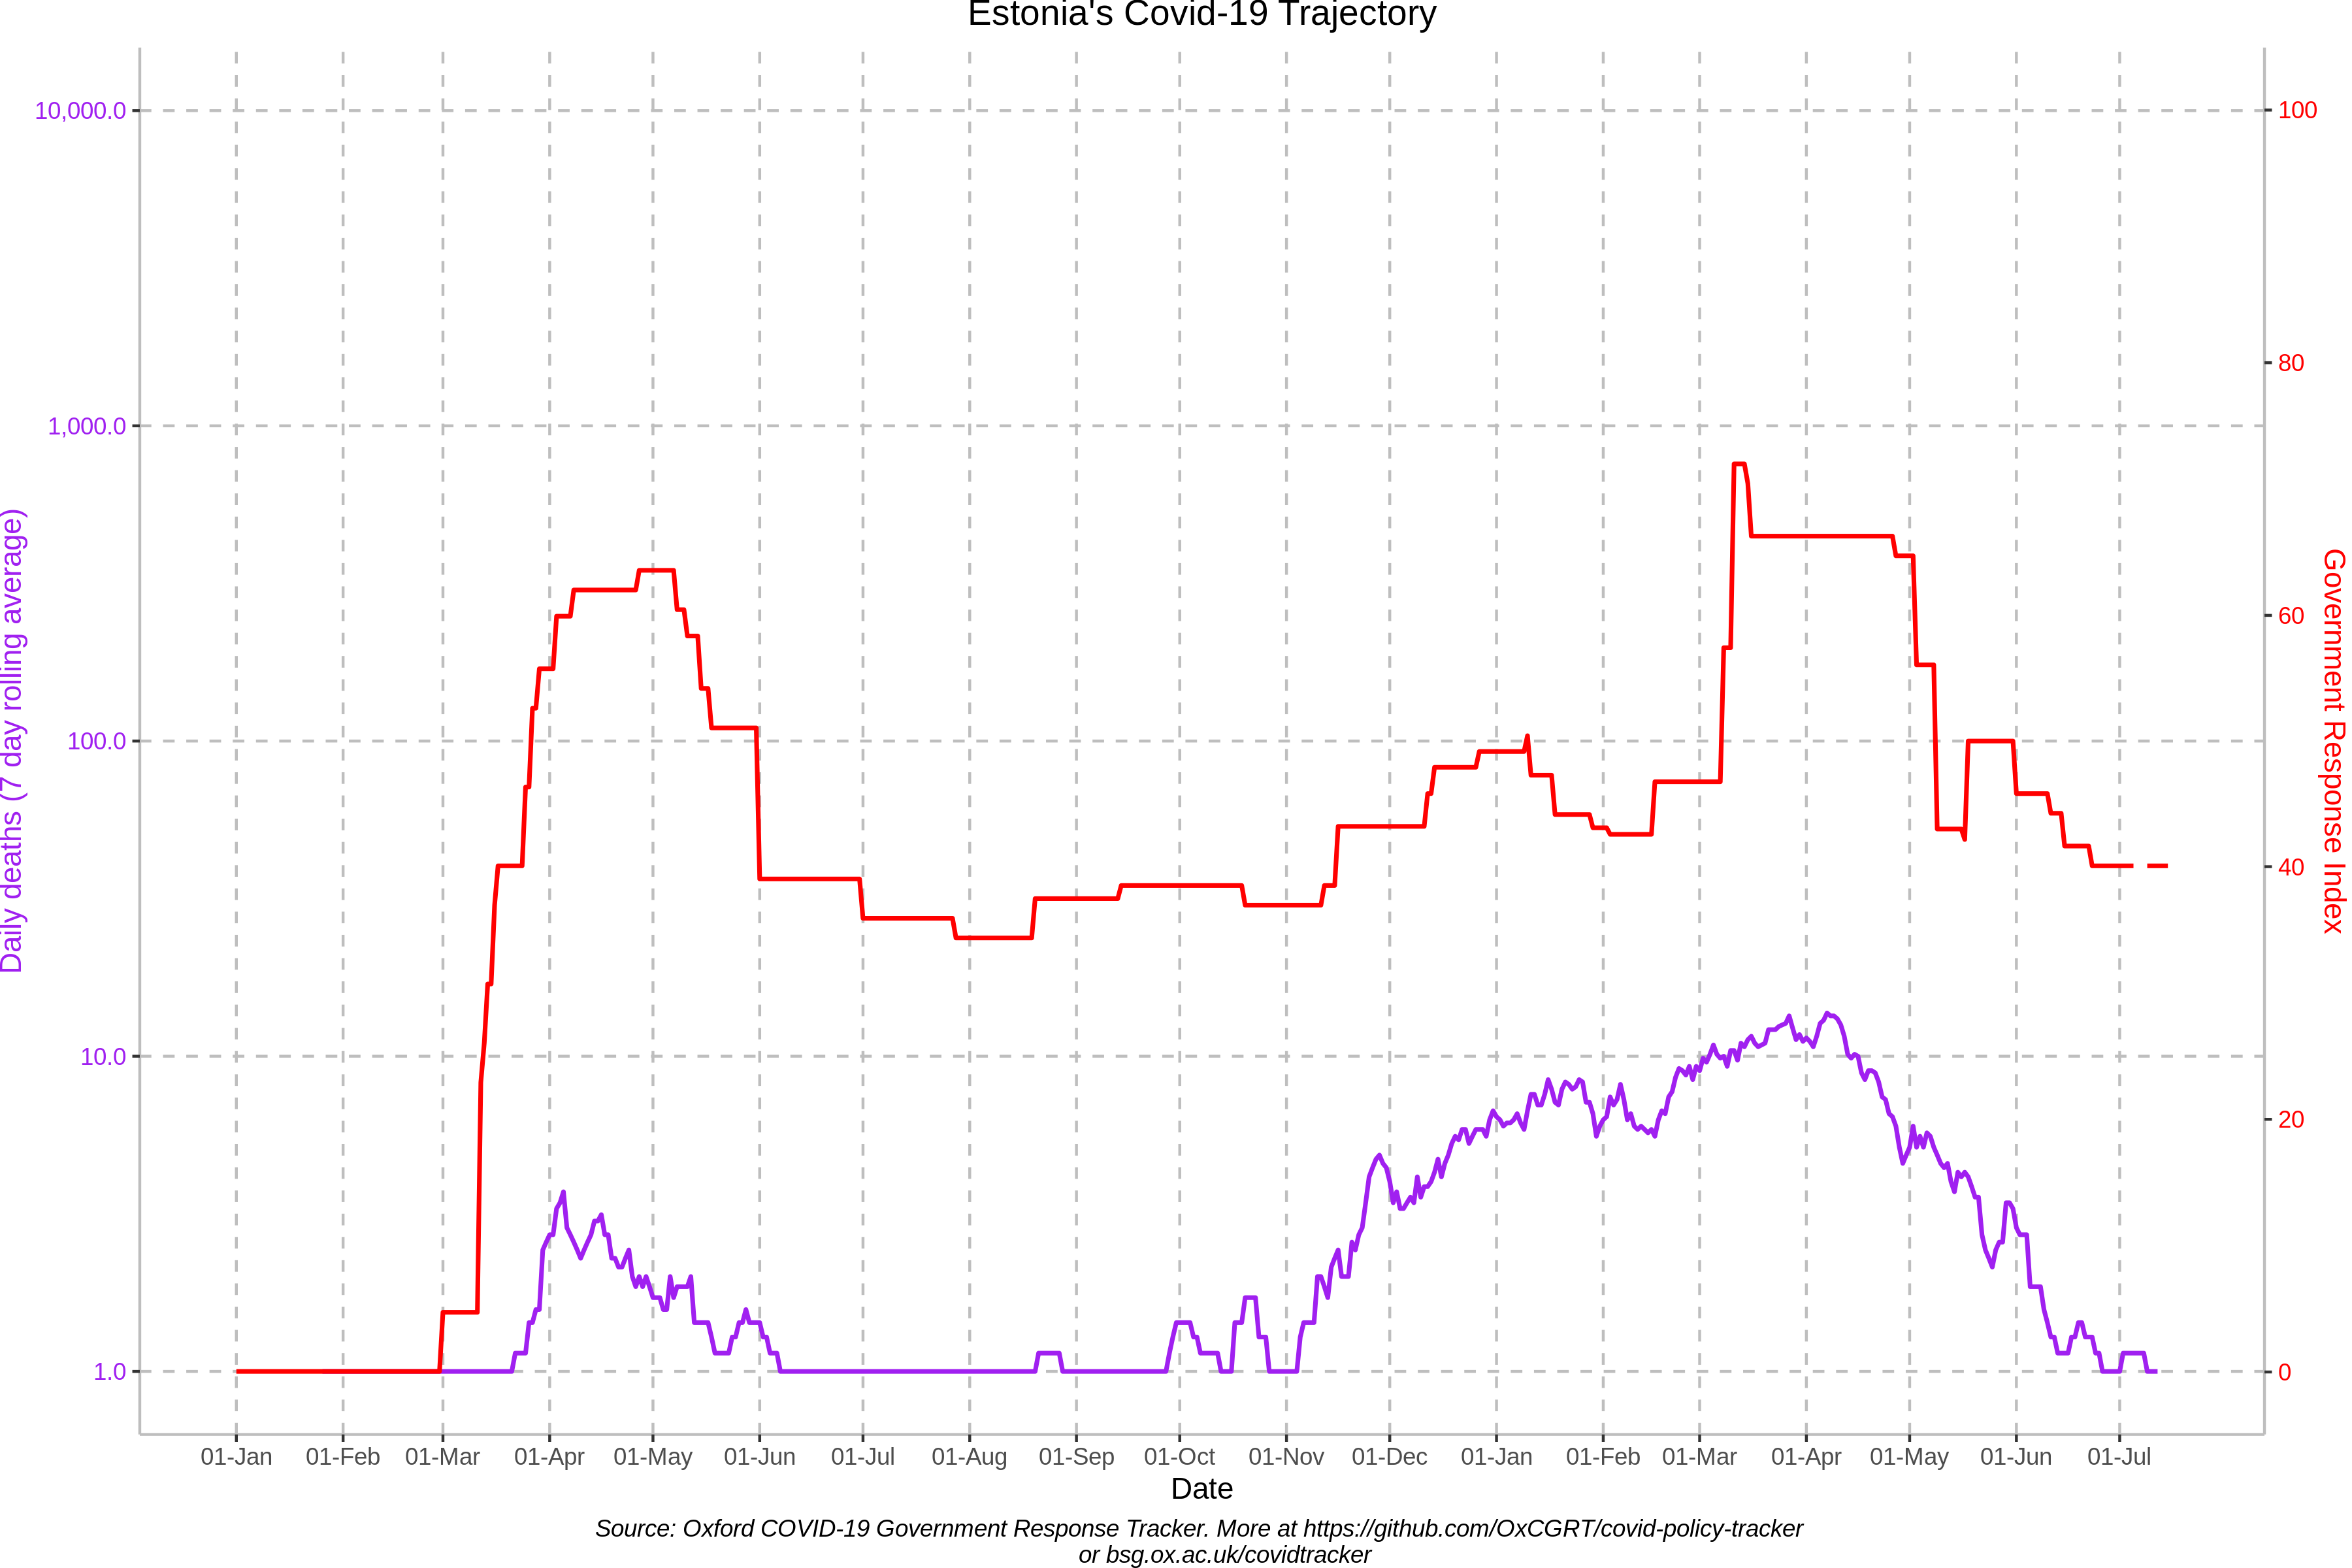 Estonia's Covid-19 Trajectory
10,000.0
1,000.0
100.0
10.0
1.0
Daily deaths (7 day rolling average)
100
80
60
40
20
0
Government Response Index
01-Jan 01-Feb 01-Mar 01-Apr 01-May 01-Jun 01-Jul 01-Aug 01-Sep 01-Oct 01-Nov 01-Dec 01-Jan 01-Feb 01-Mar 01-Apr 01-May 01-Jun 01-Jul
Date
Source: Oxford COVID-19 Government Response Tracker. More at https://github.com/OxCGRT/covid-policy-tracker
or bsg.ox.ac.uk/covidtracker